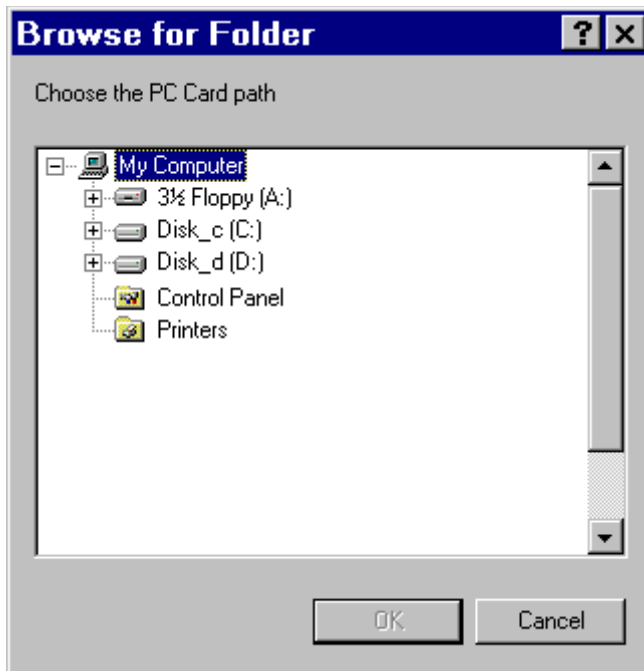 Browse for Folder
Choose the PC Card path
My Computer
3½ Floppy (A:)
Disk_c (C:)
Disk_d (D:)
Control Panel
Printers
OK Cancel